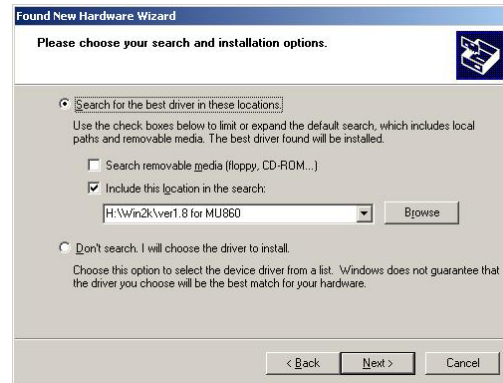 Found New Hardware Wizard
Please choose your search and installation options.
Search for the best driver in these locations.
Use the check boxes below to limit or expand the default search, which includes local
paths and removable media. The best driver found will be installed.
Search removable media (floppy, CD-ROM...)
Include this location in the search:
H:\Win2k\ver1.8 for MU860
Browse
Don't search. I will choose the driver to install.
Choose this option to select the device driver from a list. Windows does not guarantee that
the driver you choose will be the best match for your hardware.
< Back
Next >
Cancel